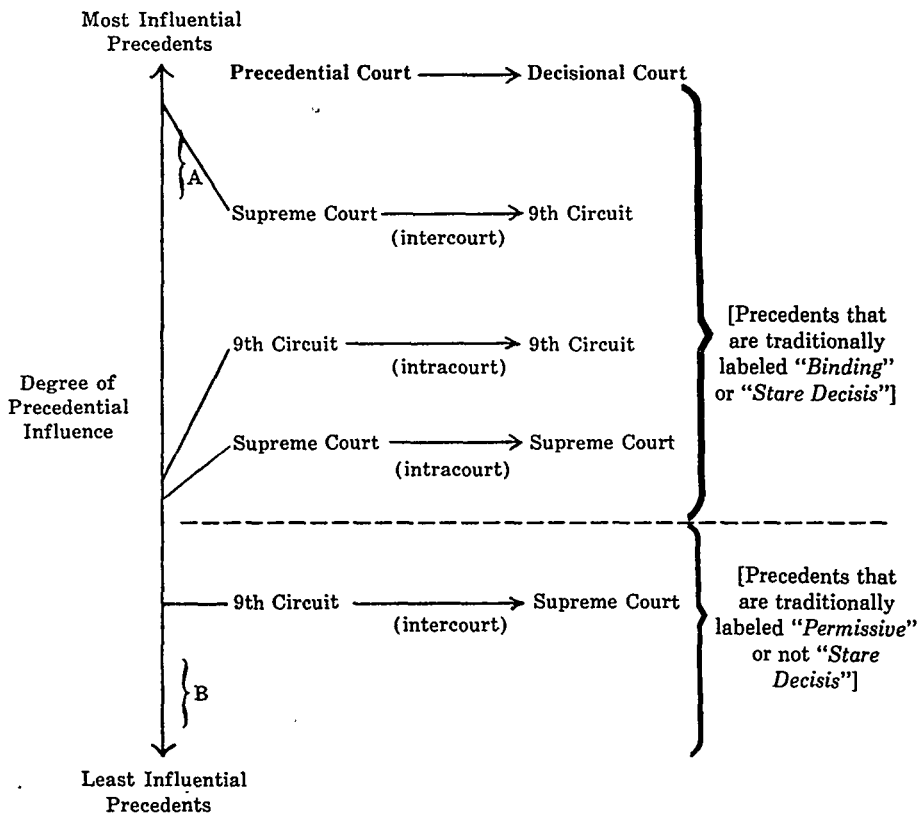 Most Influential
Precedents
Precedential Court Decisional Court
A
Supreme Court 9th Circuit
(intercourt)
9th Circuit 9th Circuit
(intracourt)
[Precedents that
are traditionally
labeled "Binding"
or "Stare Decisis"]
Degree of
Precedential
Influence
Supreme Court Supreme Court
(intracourt)
9th Circuit Supreme Court
(intercourt)
[Precedents that
are traditionally
labeled "Permissive"
or not "Stare
Decisis"]
B
Least Influential
Precedents